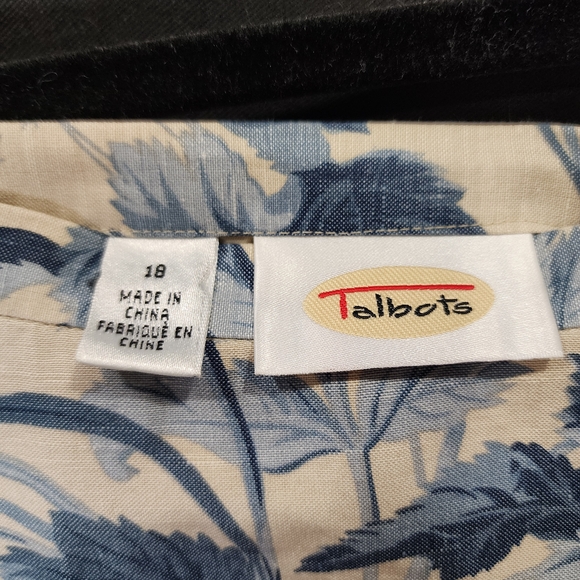 18
MADE IN
CHINA
FABRIQUÉ EN
CHINE
Talbots